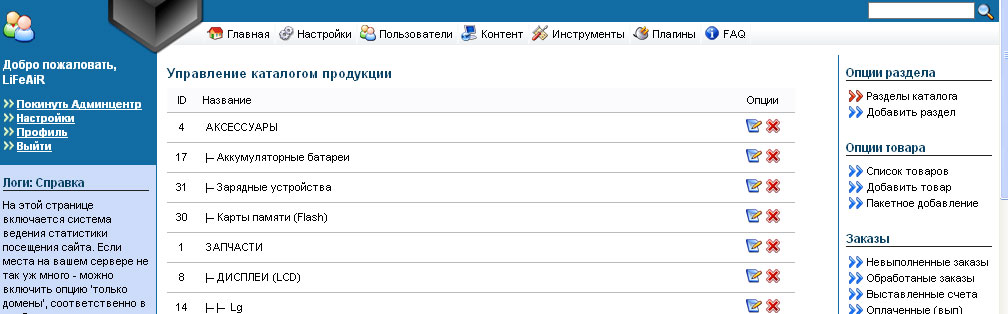 Главная Настройки Пользователи Контент Инструменты Плагины FAQ
Добро пожаловать,
LiFeAiR
Покинуть Админцентр
Настройки
Профиль
Выйти
Логи: Справка
На этой странице
включается система
ведения статистики
посещения сайта. Если
места на вашем сервере не
так уж много - можно
включить опцию 'только
домены', соответственно в
Управление каталогом продукции
ID Название Опции
4 АКСЕССУАРЫ
17 |-- Аккумуляторные батареи
31 |-- Зарядные устройства
30 |-- Карты памяти (Flash)
1 ЗАПЧАСТИ
8 |-- ДИСПЛЕИ (LCD)
14 |-- |-- Lg
Опции раздела
Разделы каталога
Добавить раздел
Опции товара
Список товаров
Добавить товар
Пакетное добавление
Заказы
Невыполненные заказы
Обработаные заказы
Выставленные счета
Оплаченные (вып)